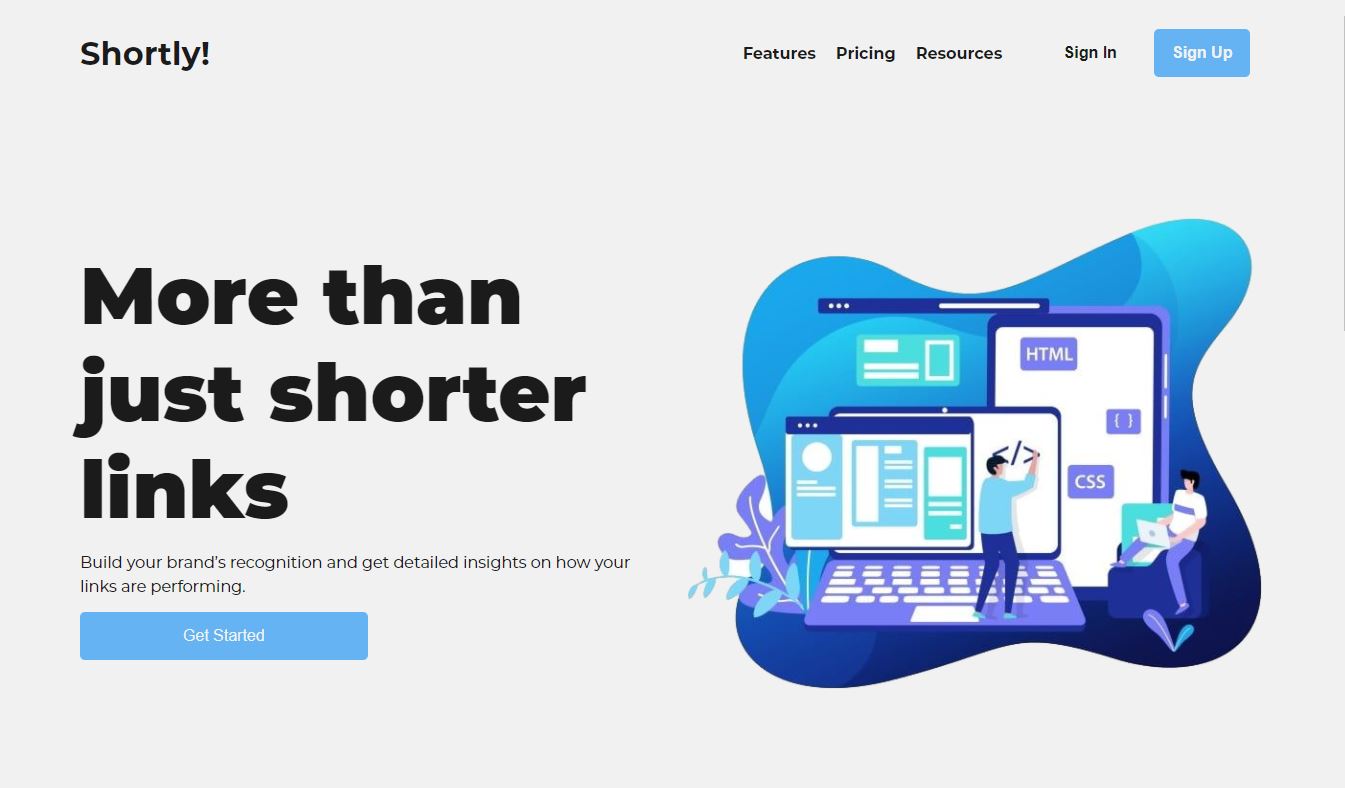 Shortly!
Features Pricing Resources Sign In Sign Up
More than
just shorter
links
Build your brand's recognition and get detailed insights on how your
links are performing.
Get Started
HTML
{ }
</>
CSS